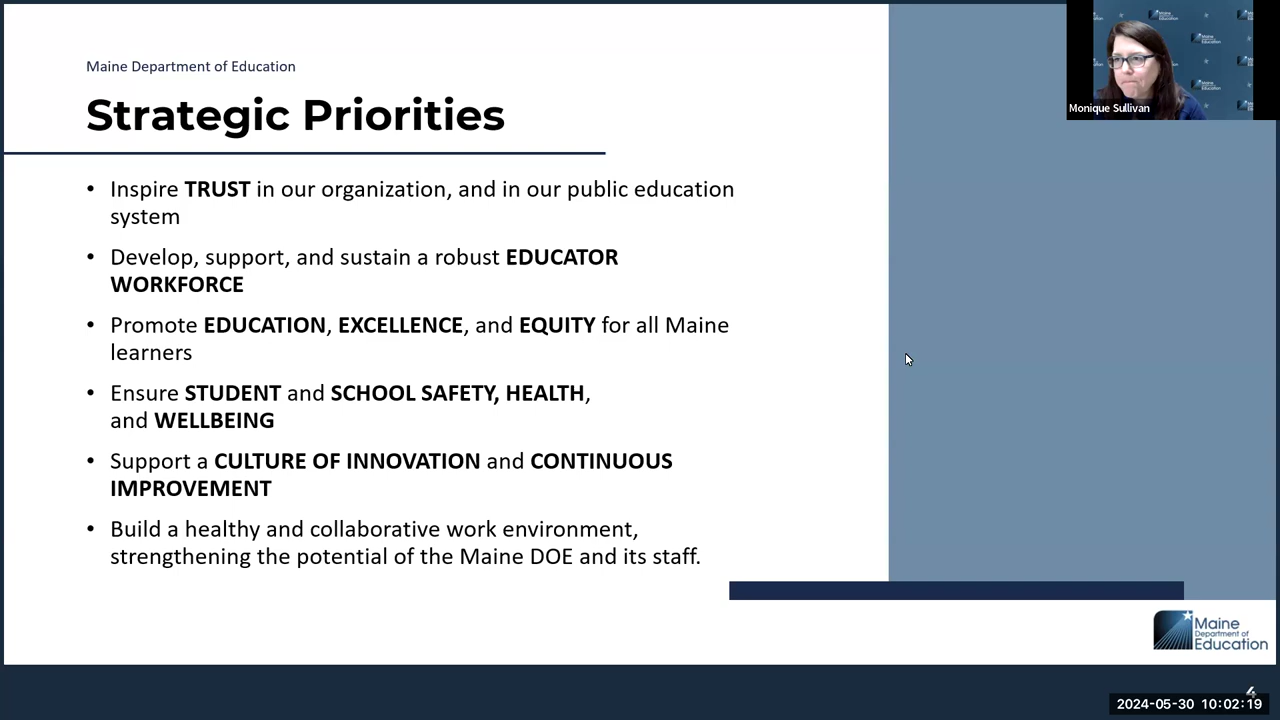 Maine Department of Education
Strategic Priorities
• Inspire TRUST in our organization, and in our public education
system
• Develop, support, and sustain a robust EDUCATOR
WORKFORCE
• Promote EDUCATION, EXCELLENCE, and EQUITY for all Maine
learners
• Ensure STUDENT and SCHOOL SAFETY, HEALTH,
and WELLBEING
• Support a CULTURE OF INNOVATION and CONTINUOUS
IMPROVEMENT
• Build a healthy and collaborative work environment,
strengthening the potential of the Maine DOE and its staff.
Monique Sullivan
Maine
Department of
Education
4
2024-05-30 10:02:19